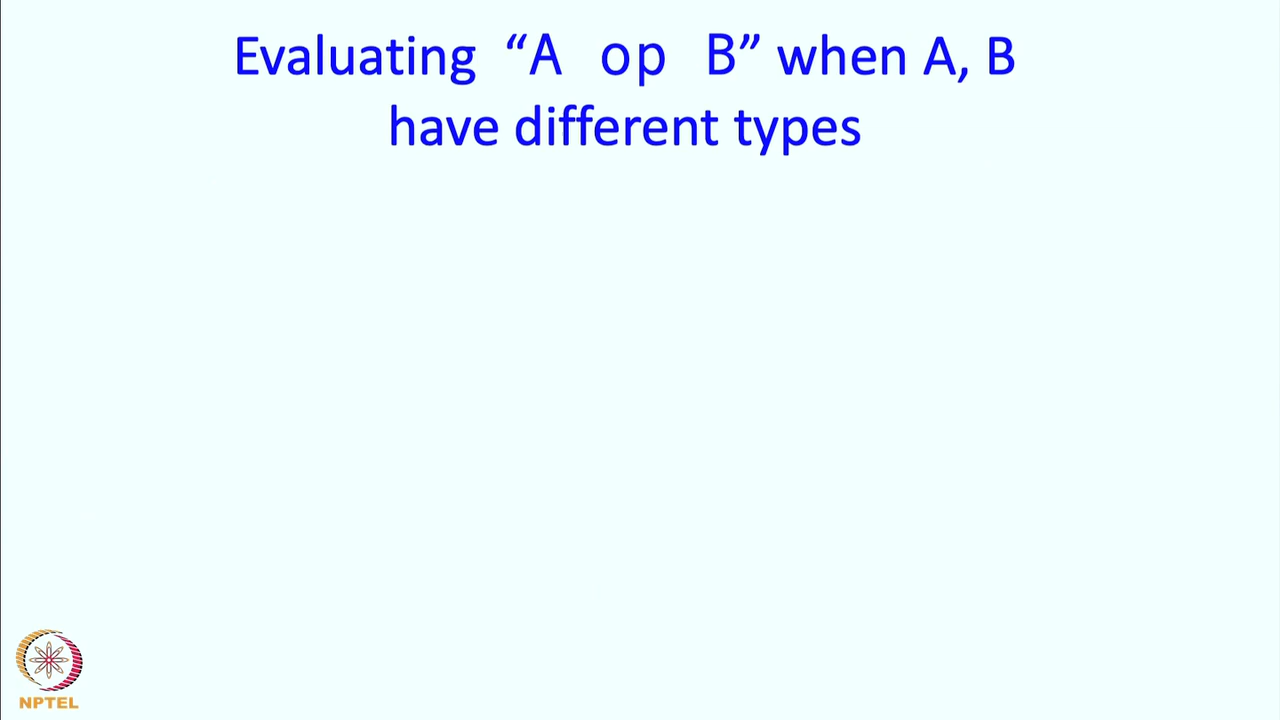 Evaluating “A op B” when A, B
have different types
NPTEL